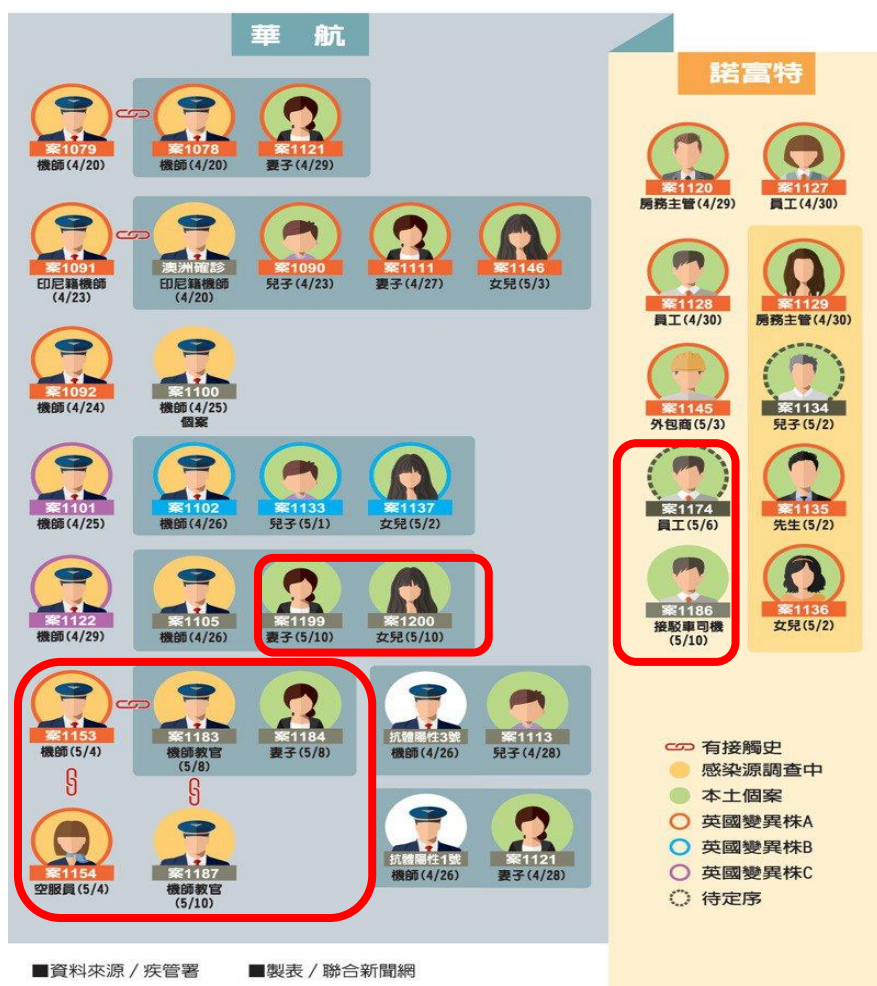 華 航
案1079
機師(4/20)
案1078
機師(4/20)
案1121
妻子(4/29)
案1091
印尼籍機師
(4/23)
澳洲確診
印尼籍機師
(4/20)
案1090
兒子(4/23)
案1111
妻子(4/27)
案1146
女兒(5/3)
案1092
機師(4/24)
案1100
機師(4/25)
個案
案1101
機師(4/25)
案1102
機師(4/26)
案1133
兒子(5/1)
案1137
女兒(5/2)
案1122
機師(4/29)
案1105
機師(4/26)
案1199
妻子(5/10)
案1200
女兒(5/10)
案1153
機師(5/4)
案1183
機師教官
(5/8)
案1184
妻子(5/8)
抗體陽性3號
機師(4/26)
案1113
兒子(4/28)
案1154
空服員(5/4)
案1187
機師教官
(5/10)
抗體陽性1號
機師(4/26)
案1121
妻子(4/28)
諾富特
案1120
房務主管(4/29)
案1127
員工(4/30)
案1128
員工(4/30)
案1129
房務主管(4/30)
案1145
外包商(5/3)
案1134
兒子(5/2)
案1174
員工(5/6)
案1135
先生(5/2)
案1186
接駁車司機
(5/10)
案1136
女兒(5/2)
有接觸史
感染源調查中
本土個案
英國變異株A
英國變異株B
英國變異株C
待定序
■資料來源/疾管署 ■製表/聯合新聞網